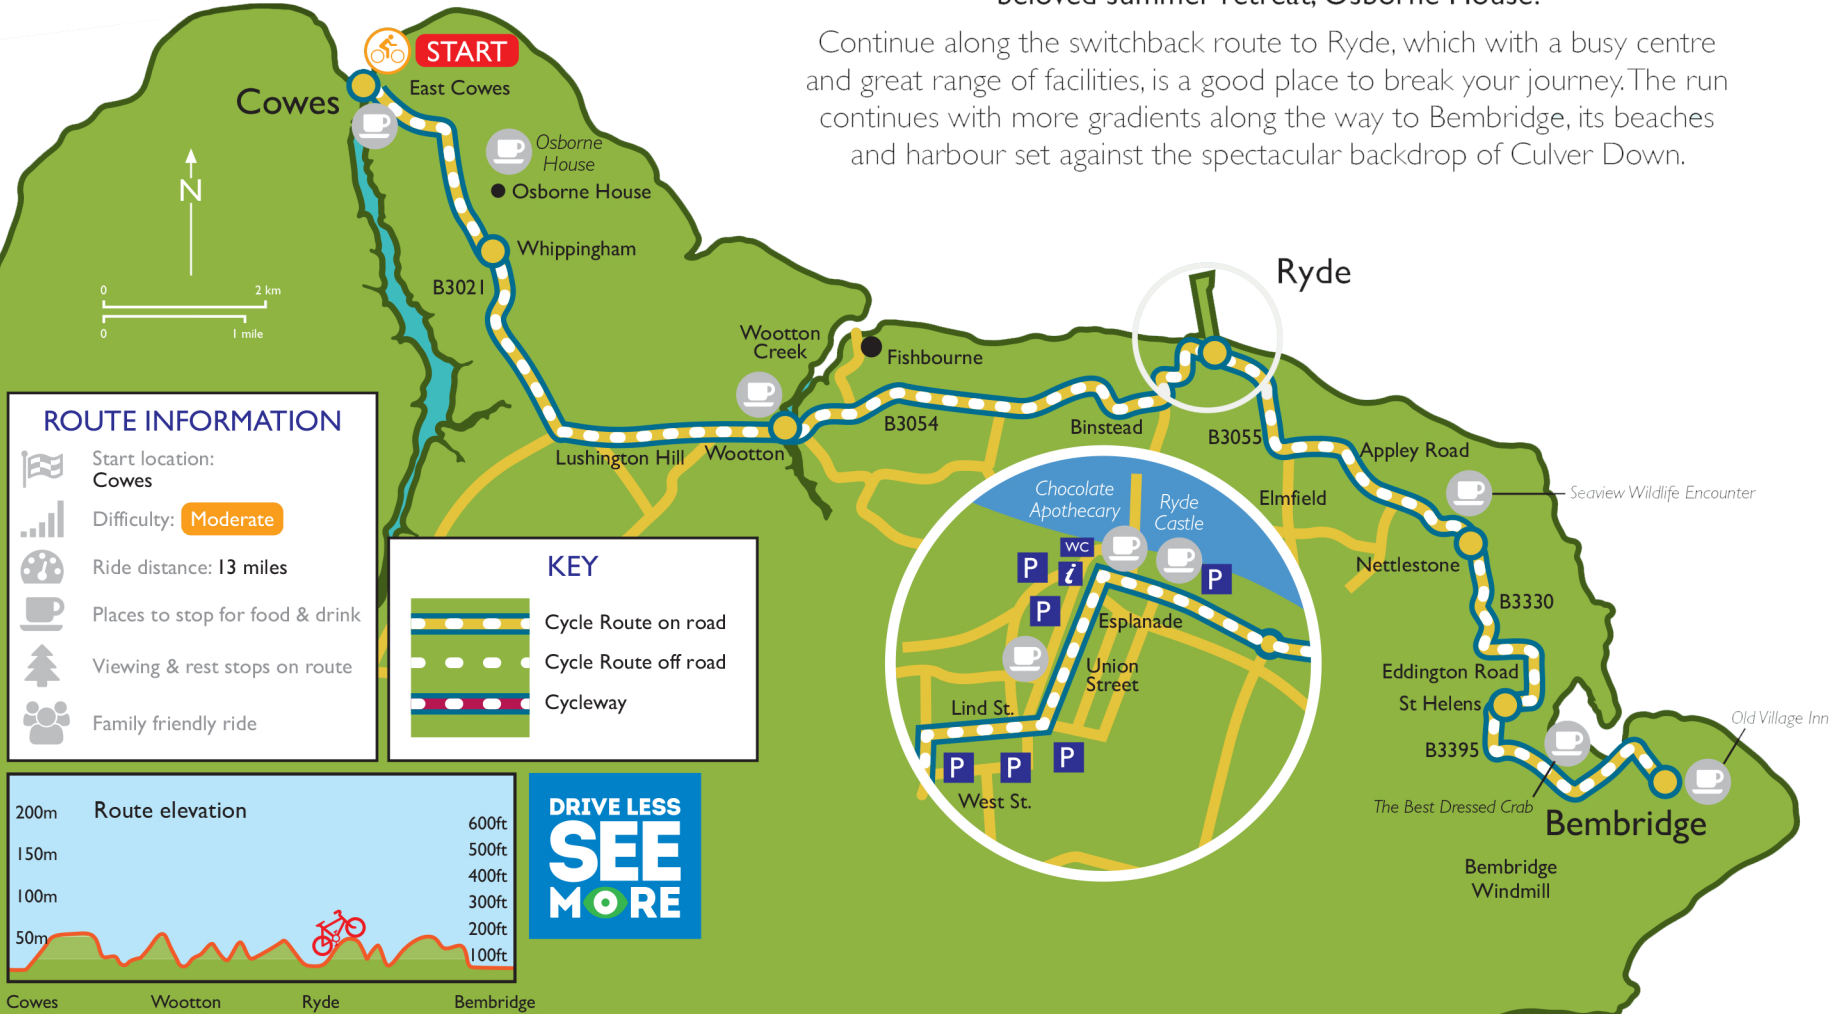 Beloved summer retreat, Osborne House.
Continue along the switchback route to Ryde, which with a busy centre
and great range of facilities, is a good place to break your journey. The run
continues with more gradients along the way to Bembridge, its beaches
and harbour set against the spectacular backdrop of Culver Down.
START
East Cowes
Cowes
Osborne
House
Osborne House
N
Whippingham
B3021
0
2 km
0
1 mile
Ryde
Wootton
Creek
Fishbourne
B3054
Binstead
B3055
Lushington Hill
Wootton
Appley Road
Elmfield
Seaview Wildlife Encounter
Nettlestone
B3330
Eddington Road
St Helens
B3395
Old Village Inn
The Best Dressed Crab
Bembridge
Bembridge
Windmill
Chocolate
Apothecary
Ryde
Castle
WC
P
i
P
P
Esplanade
Union
Street
Lind St.
P
P
P
West St.
ROUTE INFORMATION
Start location:
Cowes
Difficulty: Moderate
Ride distance: 13 miles
Places to stop for food & drink
Viewing & rest stops on route
Family friendly ride
KEY
Cycle Route on road
Cycle Route off road
Cycleway
Route elevation
200m
150m
100m
50m
600ft
500ft
400ft
300ft
200ft
100ft
Cowes
Wootton
Ryde
Bembridge
DRIVE LESS
SEE
MORE